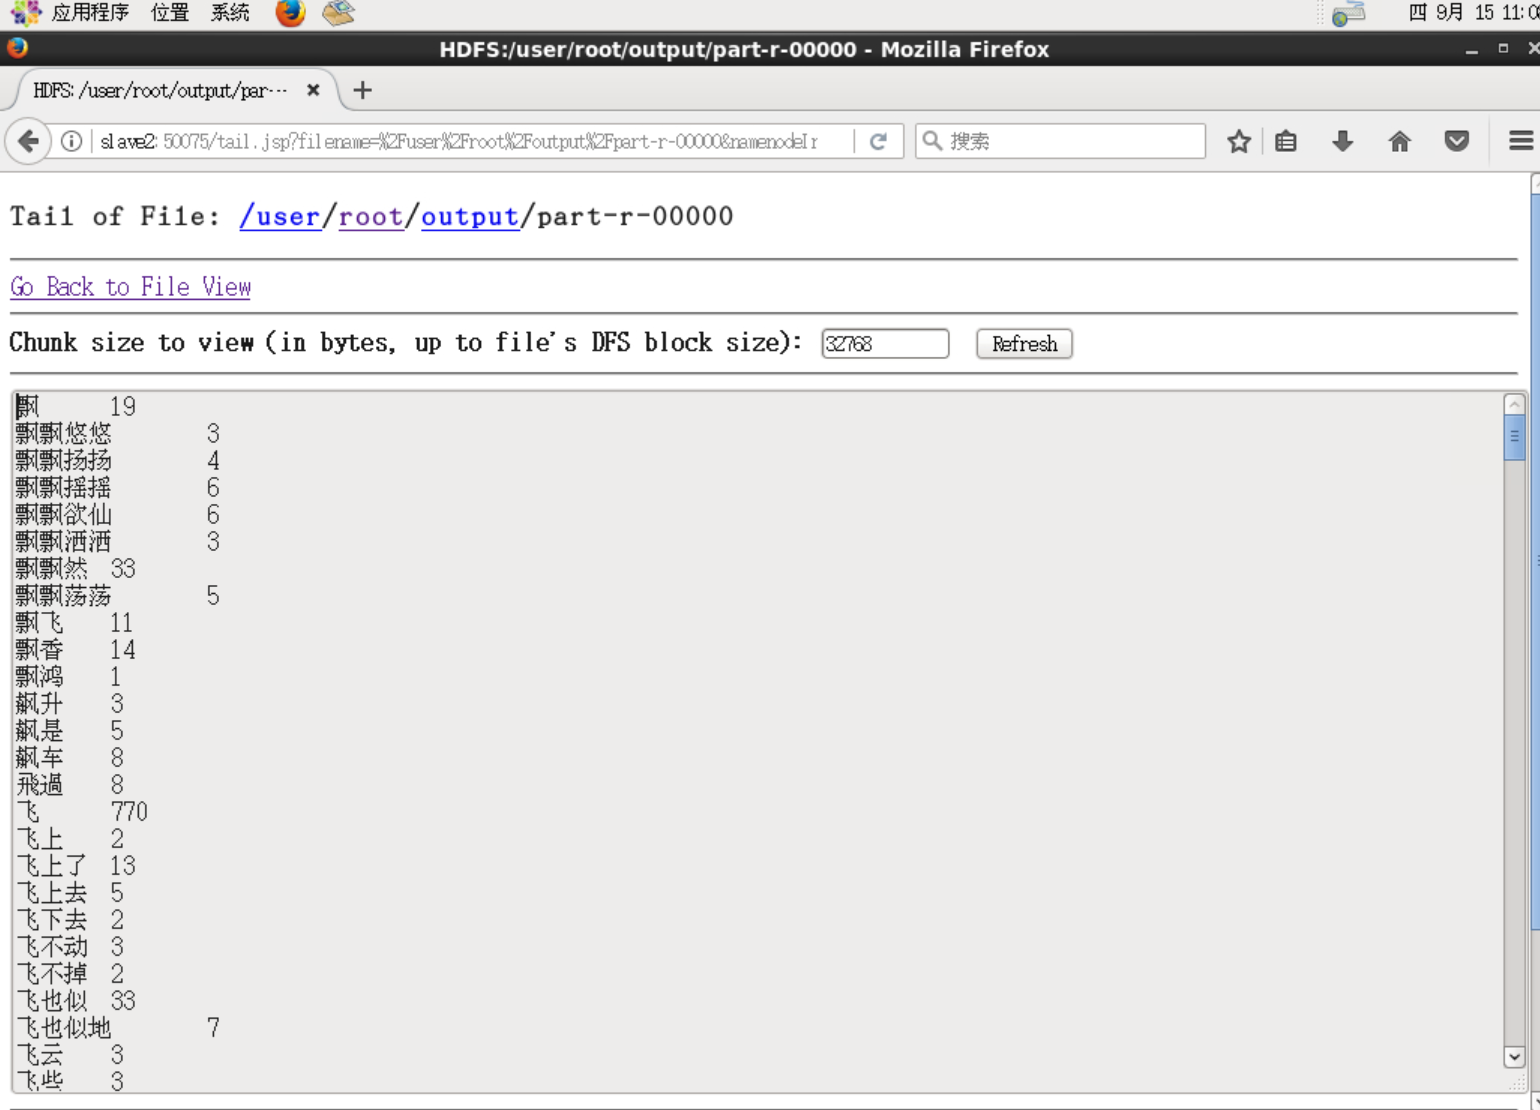 应用程序 位置 系统 四 9月 15 11:0
HDFS:/user/root/output/part-r-00000 - Mozilla Firefox
HDFS:/user/root/output/par···
slave2:50075/tail.jsp?filename=%2Fuser%2Froot%2Foutput%2Fpart-r-00000&namenodeIr 搜索
Tail of File: /user/root/output/part-r-00000
Go Back to File View
Chunk size to view (in bytes, up to file's DFS block size): 32768 Refresh
飘 19
飘飘悠悠 3
飘飘扬扬 4
飘飘摇摇 6
飘飘欲仙 6
飘飘洒洒 3
飘飘然 33
飘飘荡荡 5
飘飞 11
飘香 14
飘鸿 1
飙升 3
飙是 5
飙车 8
飛過 8
飞 770
飞上 2
飞上了 13
飞上去 5
飞下去 2
飞不动 3
飞不掉 2
飞也似 33
飞也似地 7
飞云 3
飞些 3